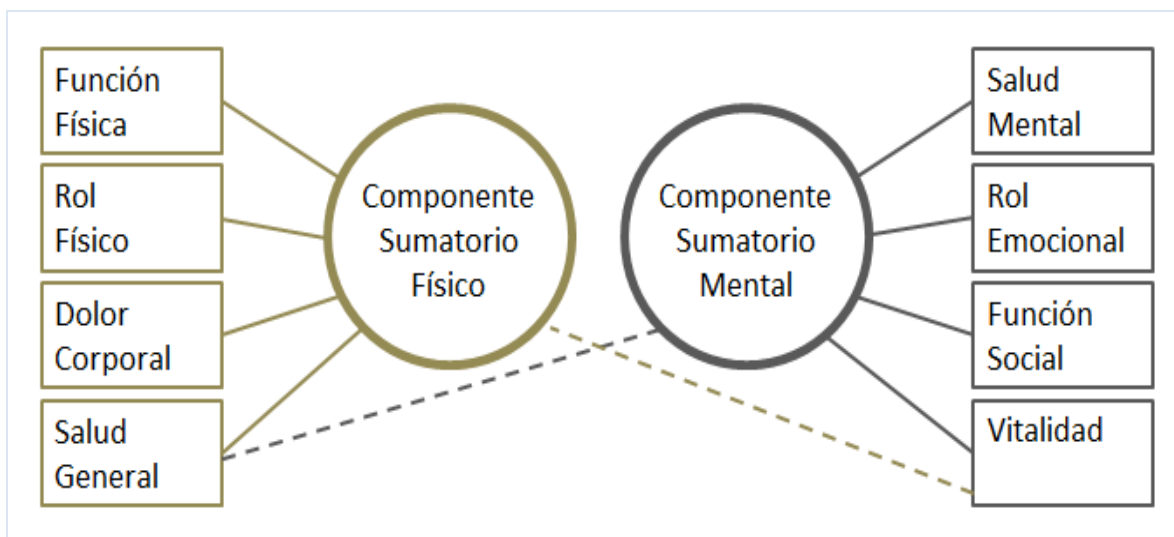 Función
Física
Rol
Físico
Dolor
Corporal
Salud
General
Componente
Sumatorio
Físico
Componente
Sumatorio
Mental
Salud
Mental
Rol
Emocional
Función
Social
Vitalidad